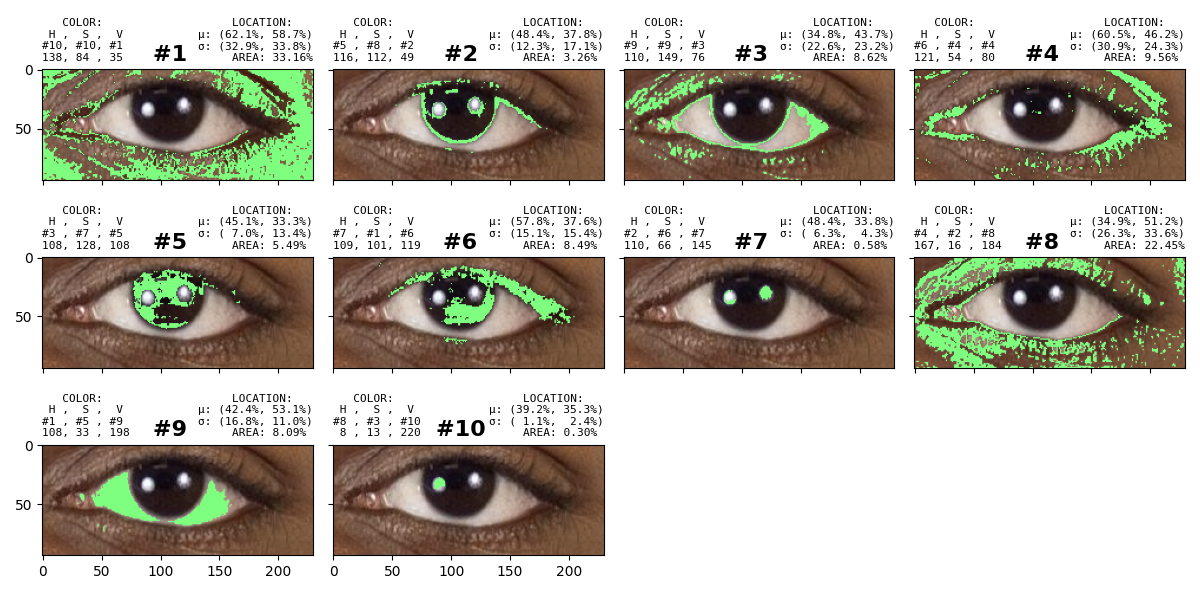 COLOR: LOCATION:
H , S , V μ: (62.1%, 58.7%)
#10, #10, #1 #1 σ: (32.9%, 33.8%)
138, 84 , 35 AREA: 33.16%
COLOR: LOCATION:
H , S , V μ: (48.4%, 37.8%)
#5 , #8 , #2 #2 σ: (12.3%, 17.1%)
116, 112, 49 AREA: 3.26%
COLOR: LOCATION:
H , S , V μ: (34.8%, 43.7%)
#9 , #9 , #3 #3 σ: (22.6%, 23.2%)
110, 149, 76 AREA: 8.62%
COLOR: LOCATION:
H , S , V μ: (60.5%, 46.2%)
#6 , #4 , #4 #4 σ: (30.9%, 24.3%)
121, 54 , 80 AREA: 9.56%
0
50
COLOR: LOCATION:
H , S , V μ: (45.1%, 33.3%)
#3 , #7 , #5 #5 σ: ( 7.0%, 13.4%)
108, 128, 108 AREA: 5.49%
COLOR: LOCATION:
H , S , V μ: (57.8%, 37.6%)
#7 , #1 , #6 #6 σ: (15.1%, 15.4%)
109, 101, 119 AREA: 8.49%
COLOR: LOCATION:
H , S , V μ: (48.4%, 33.8%)
#2 , #6 , #7 #7 σ: ( 6.3%, 4.3%)
110, 66 , 145 AREA: 0.58%
COLOR: LOCATION:
H , S , V μ: (34.9%, 51.2%)
#4 , #2 , #8 #8 σ: (26.3%, 33.6%)
167, 16 , 184 AREA: 22.45%
0
50
COLOR: LOCATION:
H , S , V μ: (42.4%, 53.1%)
#1 , #5 , #9 #9 σ: (16.8%, 11.0%)
108, 33 , 198 AREA: 8.09%
COLOR: LOCATION:
H , S , V μ: (39.2%, 35.3%)
#8 , #3 , #10 #10 σ: ( 1.1%, 2.4%)
8 , 13 , 220 AREA: 0.30%
0
50
0 50 100 150 200
0 50 100 150 200